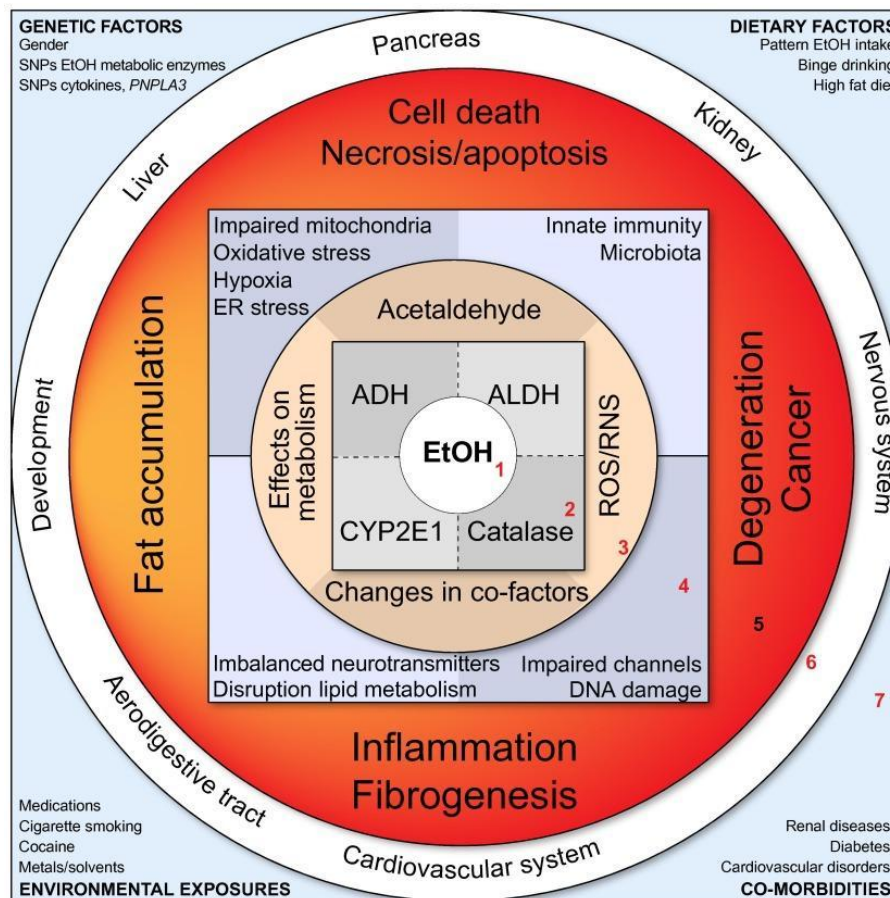 GENETIC FACTORS
Gender
SNPs EtOH metabolic enzymes
SNPs cytokines, PNPLA3
DIETARY FACTORS
Pattern EtOH intake
Binge drinking
High fat die
Pancreas
Kidney
Liver
Nervous system
Development
Aerodigestive tract
Cardiovascular system
Cell death
Necrosis/apoptosis
Fat accumulation
Degeneration
Cancer
Inflammation
Fibrogenesis
Impaired mitochondria
Oxidative stress
Hypoxia
ER stress
Innate immunity
Microbiota
Imbalanced neurotransmitters
Disruption lipid metabolism
Impaired channels
DNA damage
Acetaldehyde
Effects on
metabolism
ROS/RNS
Changes in co-factors
ADH
ALDH
EtOH
CYP2E1
Catalase
1
2
3
4
5
6
7
Medications
Cigarette smoking
Cocaine
Metals/solvents
ENVIRONMENTAL EXPOSURES
Renal diseases
Diabetes
Cardiovascular disorders
CO-MORBIDITIES